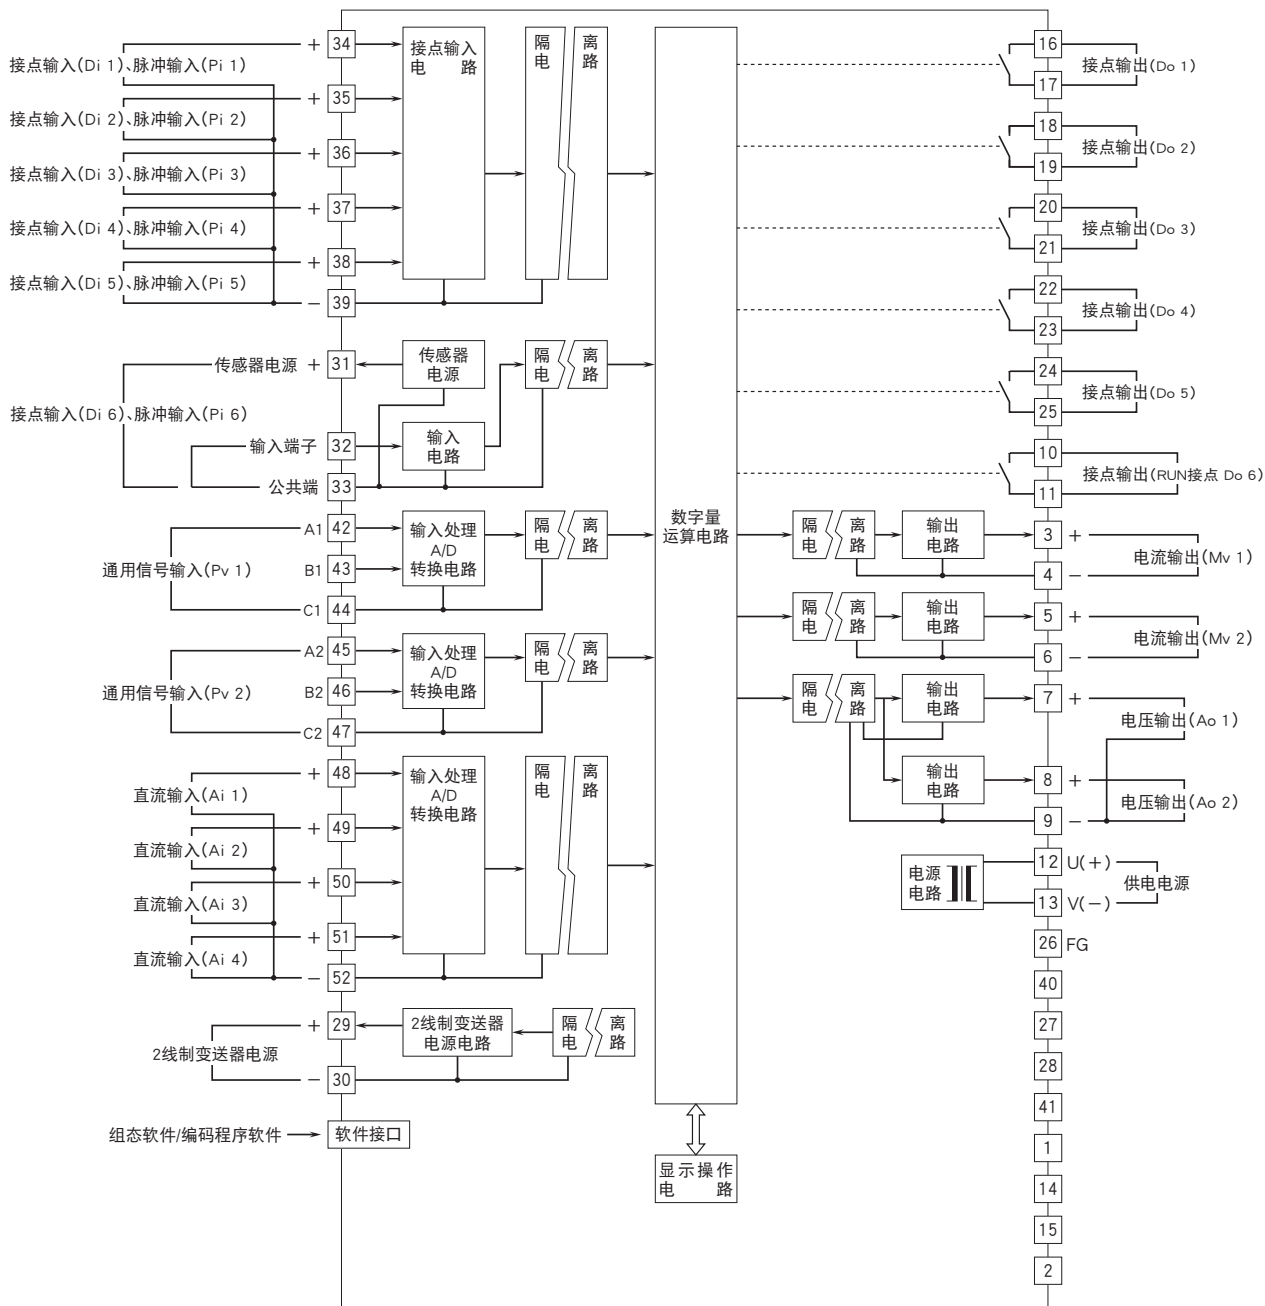 接点输入(Di 1)、脉冲输入(Pi 1)
+ 34
接点输入(Di 2)、脉冲输入(Pi 2)
+ 35
接点输入(Di 3)、脉冲输入(Pi 3)
+ 36
接点输入(Di 4)、脉冲输入(Pi 4)
+ 37
接点输入(Di 5)、脉冲输入(Pi 5)
+ 38
− 39
接点输入
电 路
隔 离
电 路
传感器电源 + 31
接点输入(Di 6)、脉冲输入(Pi 6)
输入端子 32
公共端 33
传感器
电源
输入
电路
隔 离
电 路
通用信号输入(Pv 1)
A1 42
B1 43
C1 44
输入处理
A/D
转换电路
隔 离
电 路
通用信号输入(Pv 2)
A2 45
B2 46
C2 47
输入处理
A/D
转换电路
隔 离
电 路
直流输入(Ai 1)
+ 48
直流输入(Ai 2)
+ 49
直流输入(Ai 3)
+ 50
直流输入(Ai 4)
+ 51
− 52
输入处理
A/D
转换电路
隔 离
电 路
2线制变送器电源
+ 29
− 30
2线制变送器
电源电路
隔 离
电 路
组态软件/编码程序软件
软件接口
数字量
运算电路
显示操作
电 路
16
17
接点输出(Do 1)
18
19
接点输出(Do 2)
20
21
接点输出(Do 3)
22
23
接点输出(Do 4)
24
25
接点输出(Do 5)
10
11
接点输出(RUN接点 Do 6)
隔 离
电 路
输出
电路
3 +
4 −
电流输出(Mv 1)
隔 离
电 路
输出
电路
5 +
6 −
电流输出(Mv 2)
隔 离
电 路
输出
电路
7 +
电压输出(Ao 1)
输出
电路
8 +
9 −
电压输出(Ao 2)
电源
电路
12 U(+)
13 V(−)
供电电源
26 FG
40
27
28
41
1
14
15
2